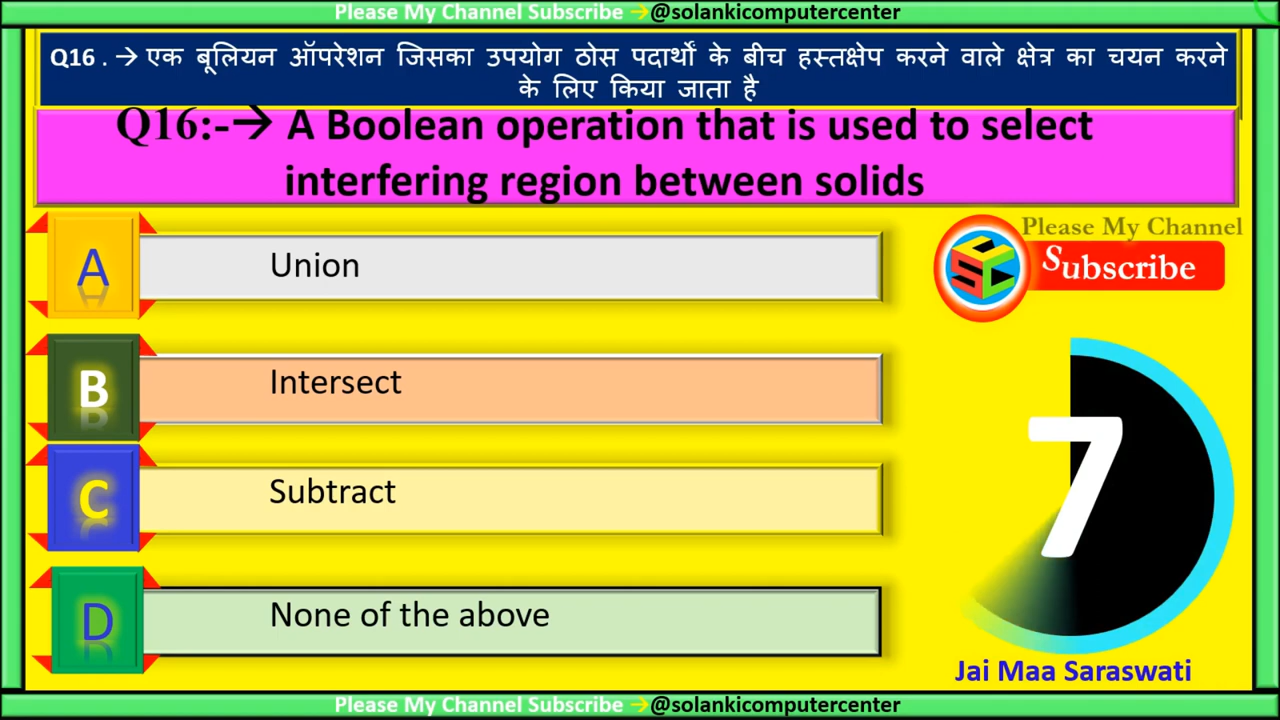 Please My Channel Subscribe →@solankicomputercenter
Q16 . → एक बूलियन ऑपरेशन जिसका उपयोग ठोस पदार्थों के बीच हस्तक्षेप करने वाले क्षेत्र का चयन करने
के लिए किया जाता है
Q16:-→ A Boolean operation that is used to select
interfering region between solids
A Union
B Intersect
C Subtract
D None of the above
Please My Channel
Subscribe
SCC
7
Jai Maa Saraswati
Please My Channel Subscribe →@solankicomputercenter